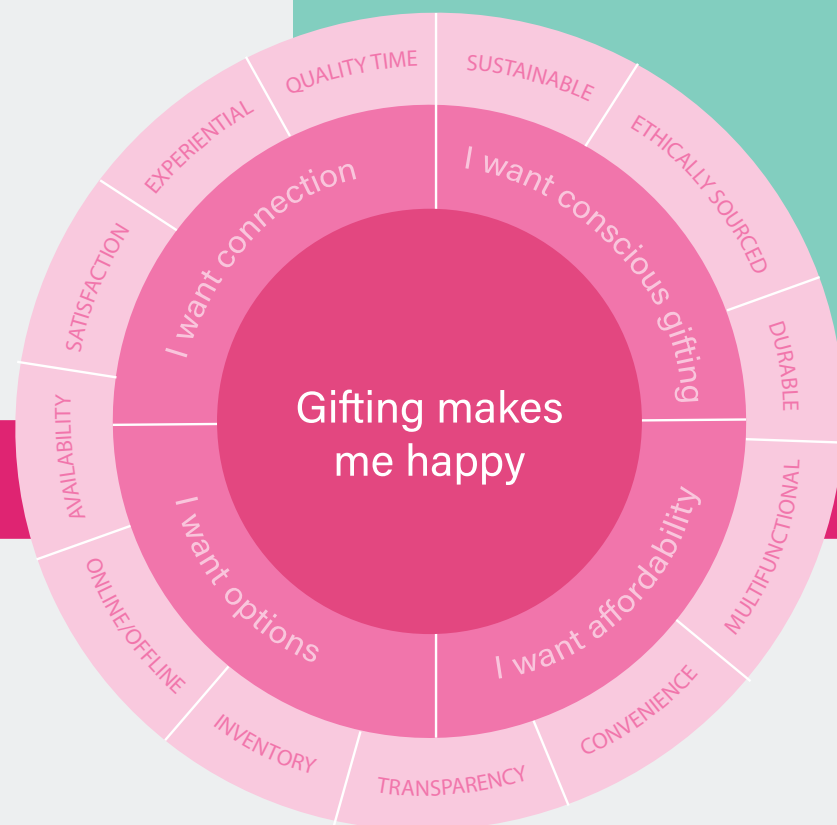 Gifting makes
me happy
I want connection
I want conscious gifting
I want affordability
I want options
QUALITY TIME
SUSTAINABLE
ETHICALLY SOURCED
DURABLE
MULTIFUNCTIONAL
CONVENIENCE
TRANSPARENCY
INVENTORY
ONLINE/OFFLINE
AVAILABILITY
SATISFACTION
EXPERIENTIAL